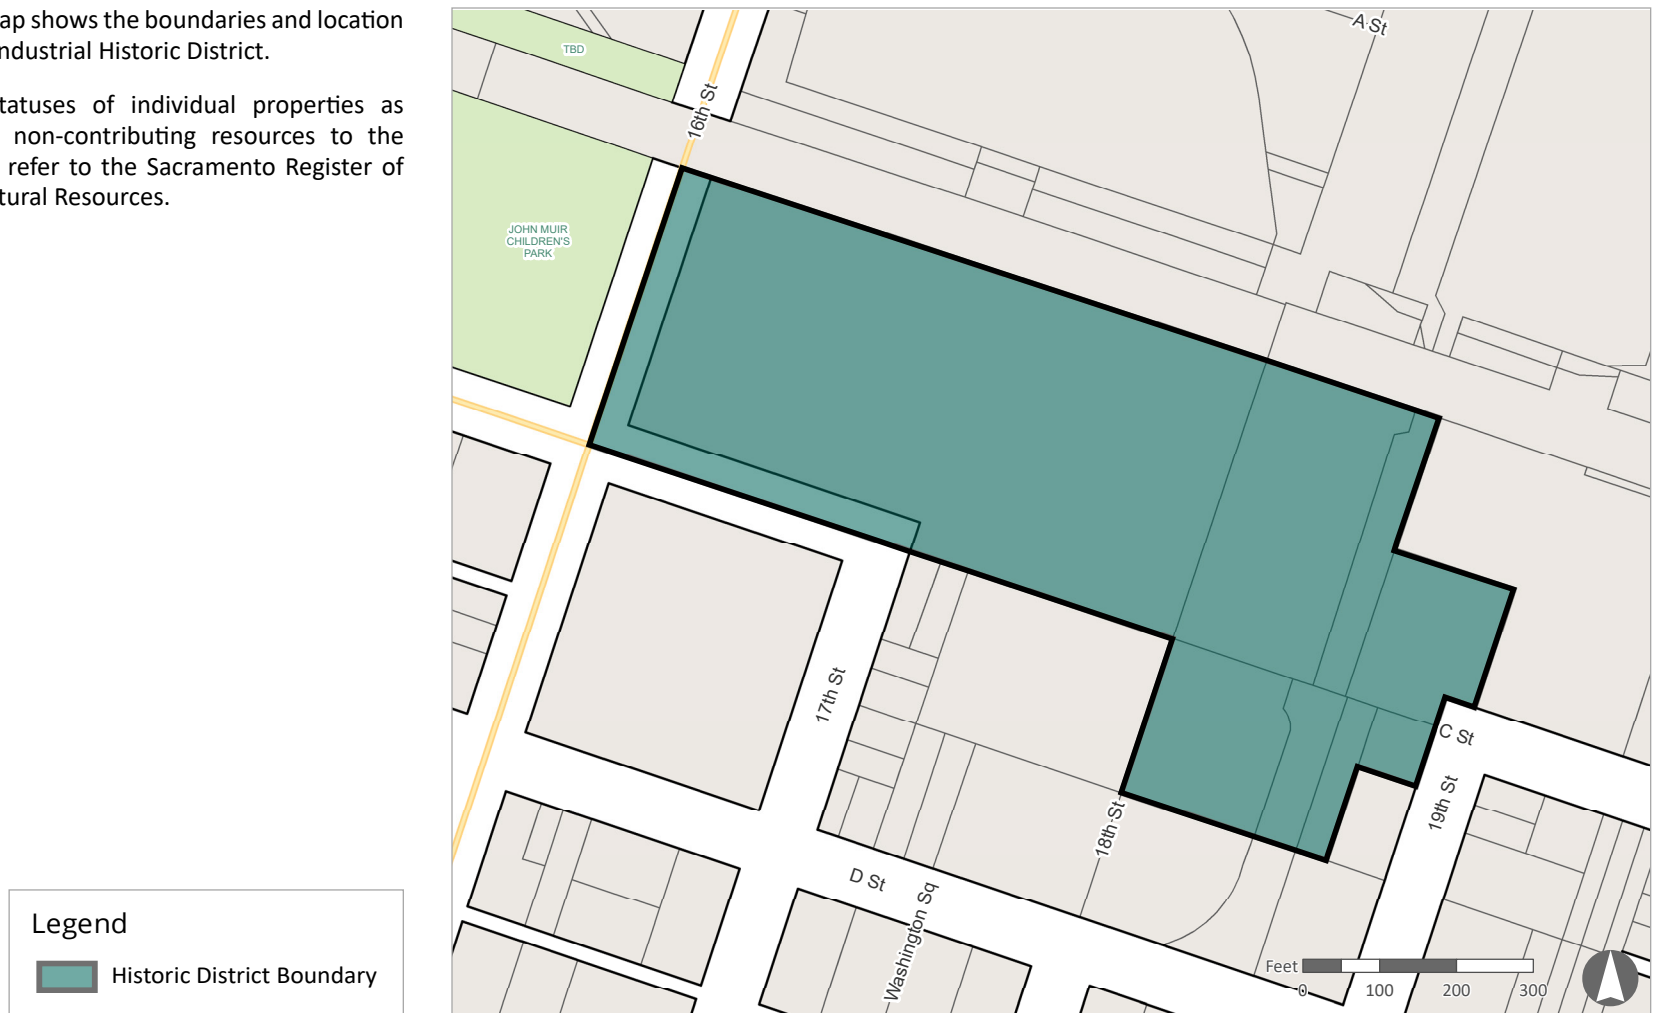 ap shows the boundaries and location
ndustrial Historic District.
tatuses of individual properties as
non-contributing resources to the
refer to the Sacramento Register of
tural Resources.
TBD
A St
16th St
JOHN MUIR
CHILDREN'S
PARK
17th St
C St
19th St
18th St
D St
Washington Sq
Legend
Historic District Boundary
Feet
0 100 200 300